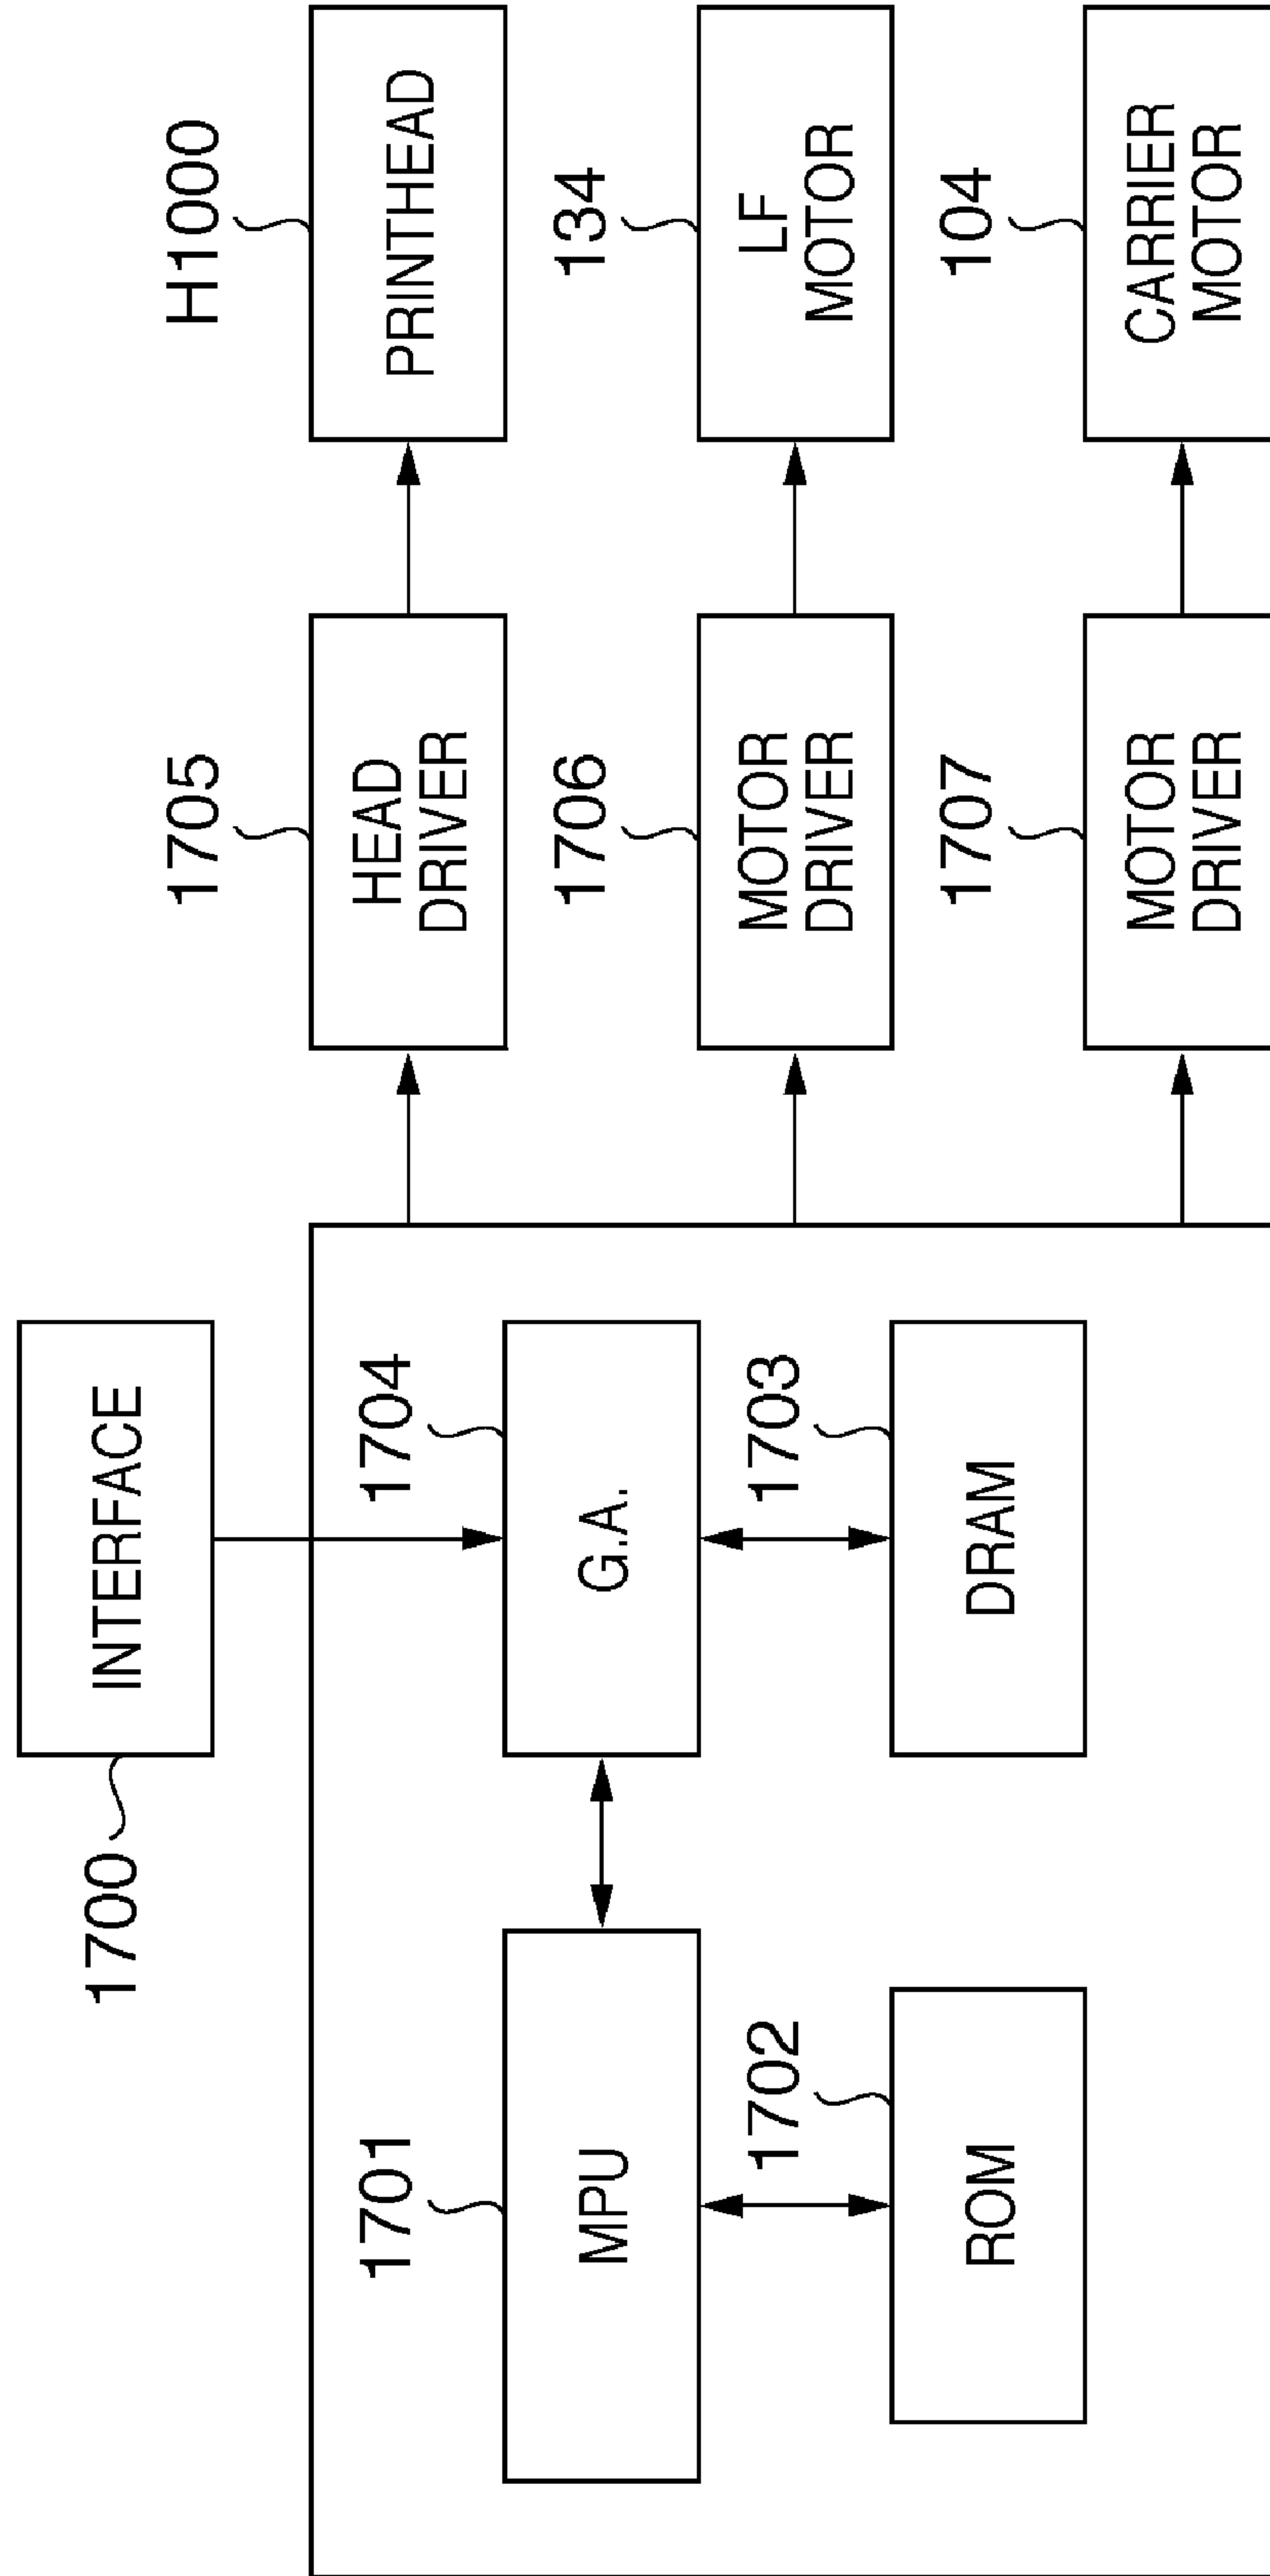 1700
INTERFACE
1701
MPU
1704
G.A.
1702
ROM
1703
DRAM
1705
HEAD
DRIVER
H1000
PRINTHEAD
1706
MOTOR
DRIVER
134
LF
MOTOR
1707
MOTOR
DRIVER
104
CARRIER
MOTOR